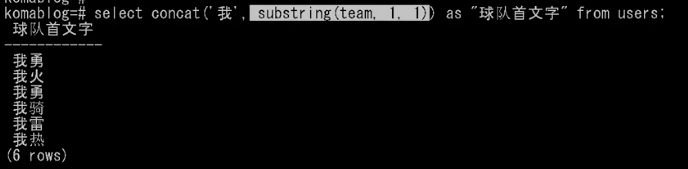 komablog=# select concat('我', substring(team, 1, 1)) as "球队首文字" from users;
球队首文字
------------
我勇
我火
我勇
我骑
我雷
我热
(6 rows)